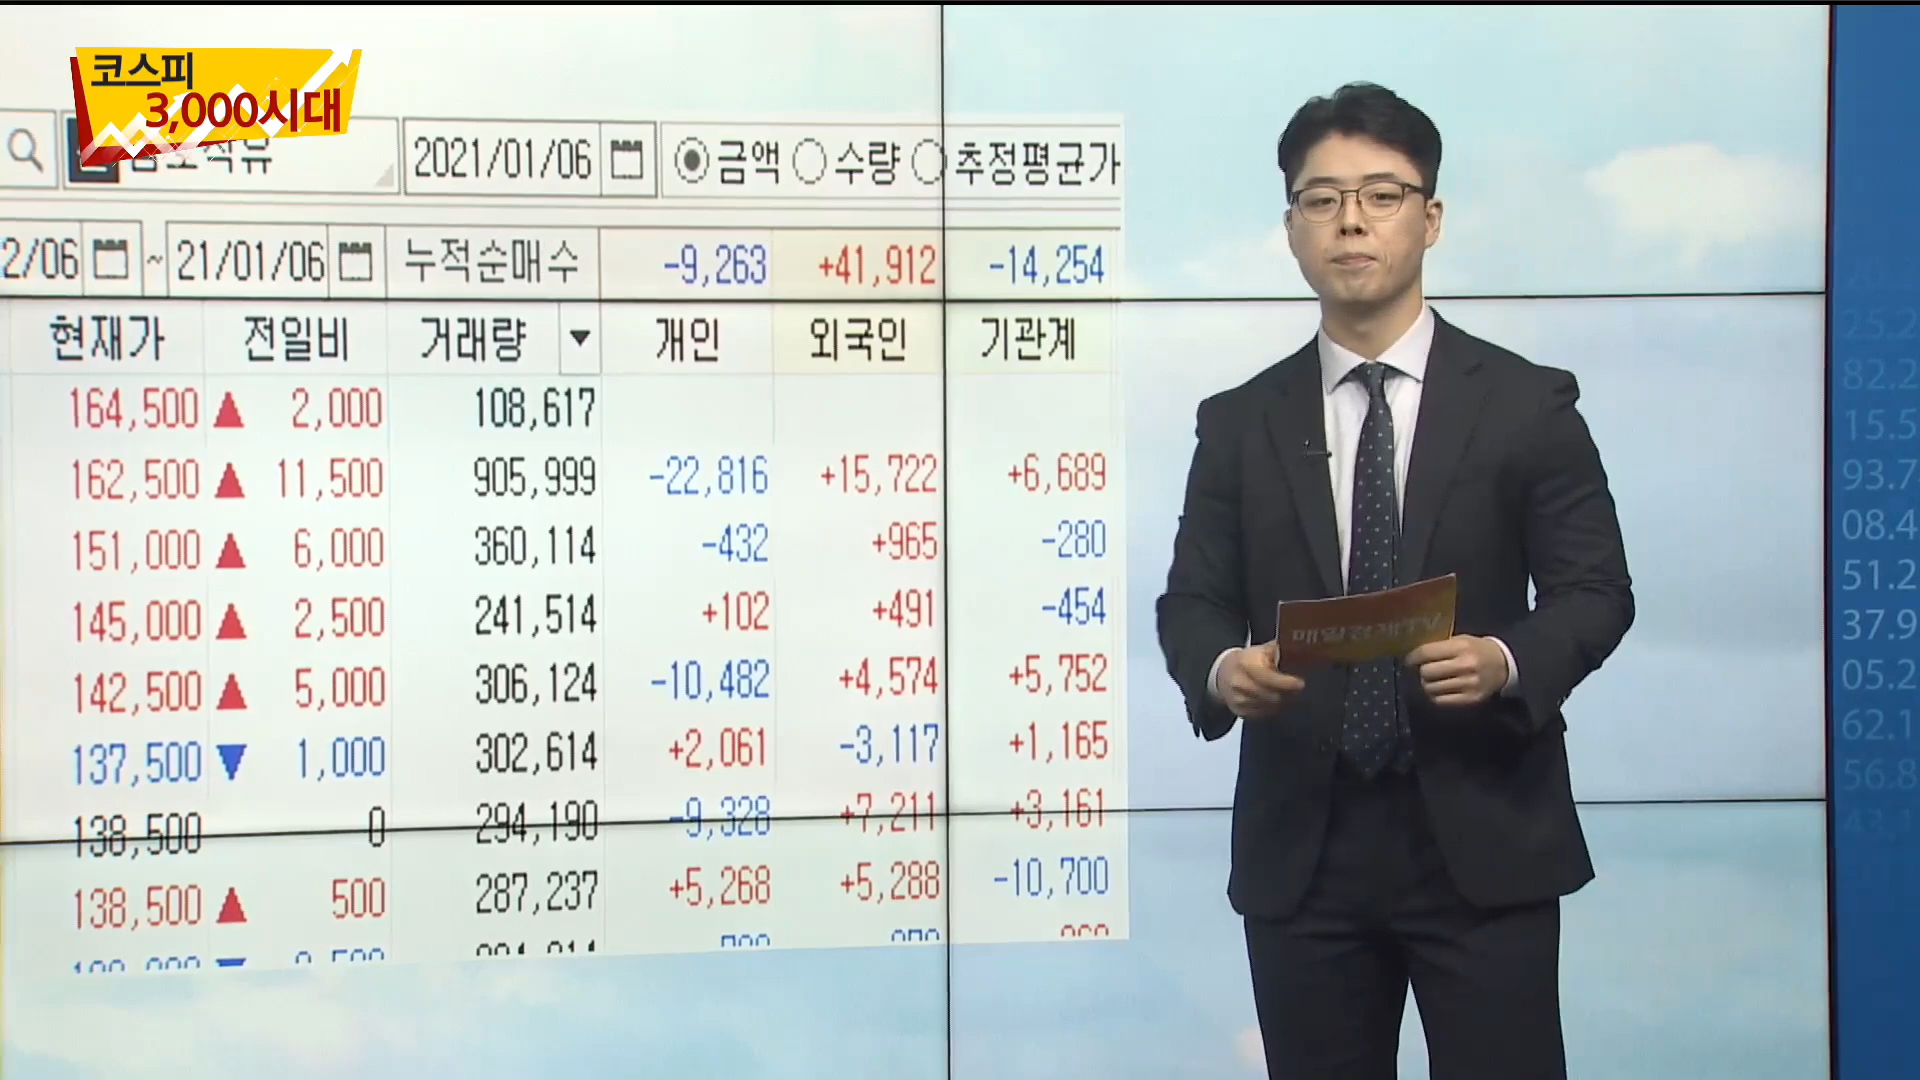 코스피
3,000시대
금호석유 2021/01/06 금액 수량 추정평균가
2/06 ~ 21/01/06 누적순매수 -9,263 +41,912 -14,254
현재가 전일비 거래량 ▼ 개인 외국인 기관계
164,500 ▲ 2,000 108,617
162,500 ▲ 11,500 905,999 -22,816 +15,722 +6,689
151,000 ▲ 6,000 360,114 -432 +965 -280
145,000 ▲ 2,500 241,514 +102 +491 -454
142,500 ▲ 5,000 306,124 -10,482 +4,574 +5,752
137,500 ▼ 1,000 302,614 +2,061 -3,117 +1,165
138,500 0 294,190 -9,328 +7,211 +3,161
138,500 ▲ 500 287,237 +5,268 +5,288 -10,700
25.2
82.2
15.5
93.7
08.4
51.2
37.9
05.2
62.1
56.8